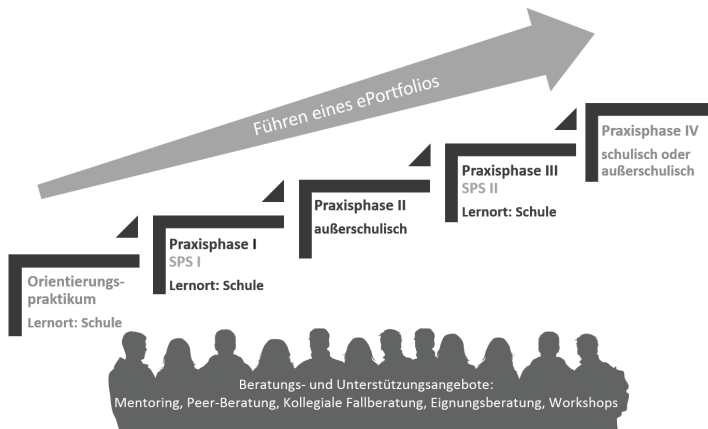 Führen eines ePortfolios
Orientierungs-
praktikum
Lernort: Schule
Praxisphase I
SPS I
Lernort: Schule
Praxisphase II
außerschulisch
Praxisphase III
SPS II
Lernort: Schule
Praxisphase IV
schulisch oder
außerschulisch
Beratungs- und Unterstützungsangebote:
Mentoring, Peer-Beratung, Kollegiale Fallberatung, Eignungsberatung, Workshops